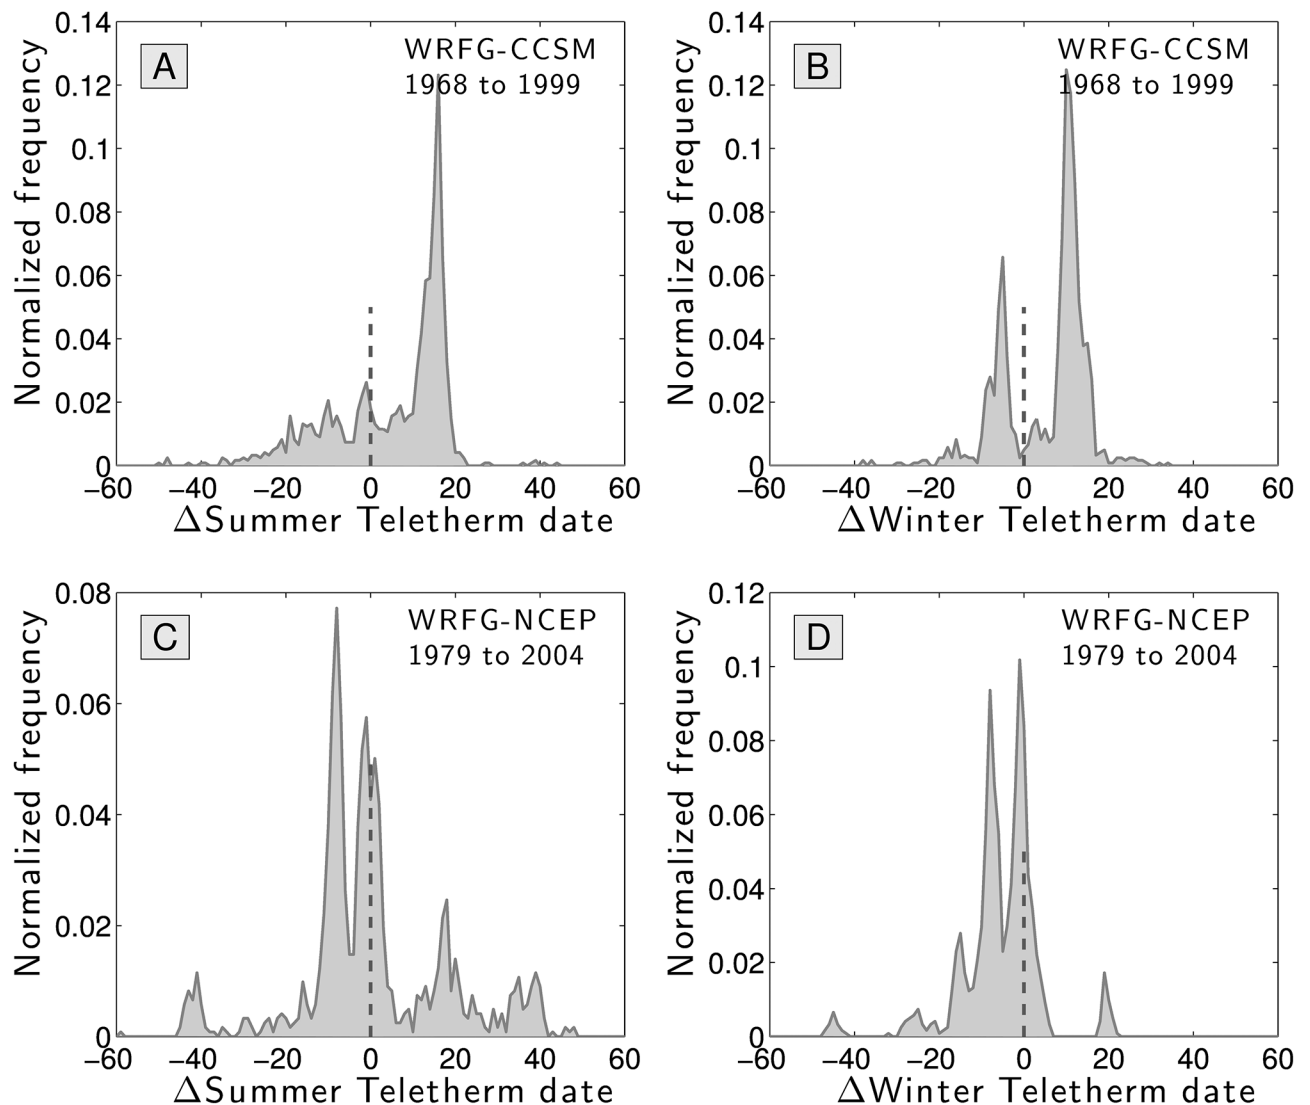 A
WRFG-CCSM
1968 to 1999
Normalized frequency
0.14
0.12
0.1
0.08
0.06
0.04
0.02
0
−60 −40 −20 0 20 40 60
ΔSummer Teletherm date
B
WRFG-CCSM
1968 to 1999
Normalized frequency
0.14
0.12
0.1
0.08
0.06
0.04
0.02
0
−60 −40 −20 0 20 40 60
ΔWinter Teletherm date
C
WRFG-NCEP
1979 to 2004
Normalized frequency
0.08
0.06
0.04
0.02
0
−60 −40 −20 0 20 40 60
ΔSummer Teletherm date
D
WRFG-NCEP
1979 to 2004
Normalized frequency
0.12
0.1
0.08
0.06
0.04
0.02
0
−60 −40 −20 0 20 40 60
ΔWinter Teletherm date